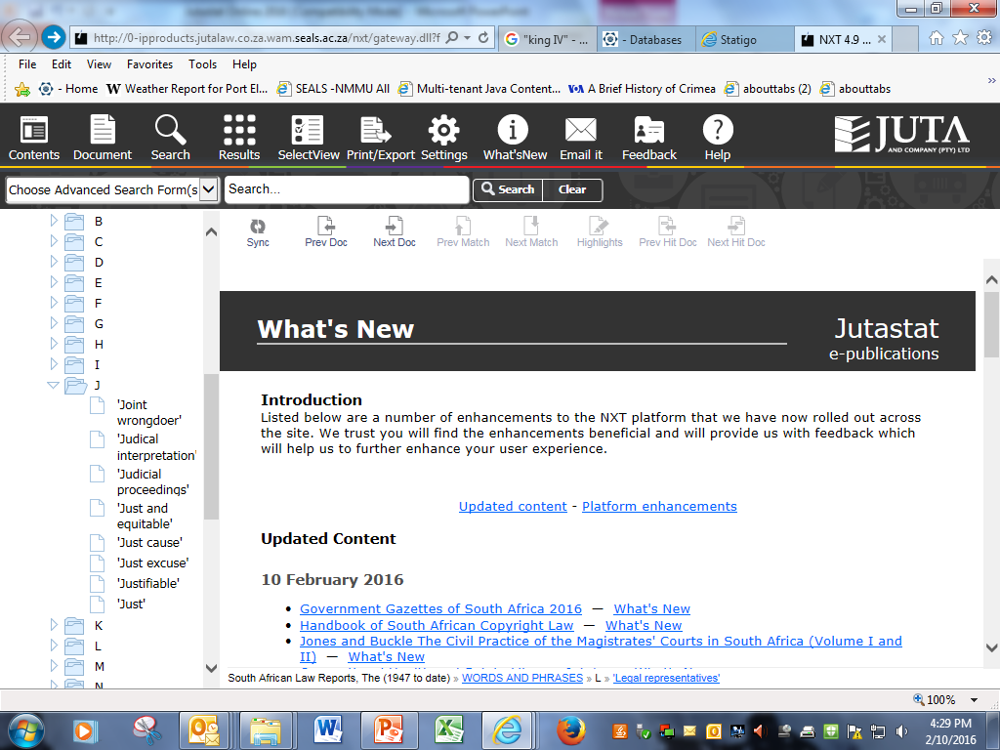 http://0-ipproducts.jutalaw.co.za.wam.seals.ac.za/nxt/gateway.dll?f
"king IV" - ...
- Databases
Statigo
NXT 4.9 ...
File Edit View Favorites Tools Help
- Home
W Weather Report for Port El...
SEALS -NMMU All
Multi-tenant Java Content...
VOA A Brief History of Crimea
abouttabs (2)
abouttabs
Contents Document Search Results SelectView Print/Export Settings What'sNew Email it Feedback Help
JUTA
AND COMPANY (PTY) LTD
Choose Advanced Search Form(s
Search...
Search
Clear
Sync Prev Doc Next Doc Prev Match Next Match Highlights Prev Hit Doc Next Hit Doc
B
C
D
E
F
G
H
I
J
'Joint
wrongdoer'
'Judical
interpretation'
'Judicial
proceedings'
'Just and
equitable'
'Just cause'
'Just excuse'
'Justifiable'
'Just'
K
L
M
N
What's New
Jutastat
e-publications
Introduction
Listed below are a number of enhancements to the NXT platform that we have now rolled out across
the site. We trust you will find the enhancements beneficial and will provide us with feedback which
will help us to further enhance your user experience.
Updated content - Platform enhancements
Updated Content
10 February 2016
• Government Gazettes of South Africa 2016 — What's New
• Handbook of South African Copyright Law — What's New
• Jones and Buckle The Civil Practice of the Magistrates' Courts in South Africa (Volume I and
II) — What's New
South African Law Reports, The (1947 to date) » WORDS AND PHRASES » L » 'Legal representatives'
100%
4:29 PM
2/10/2016